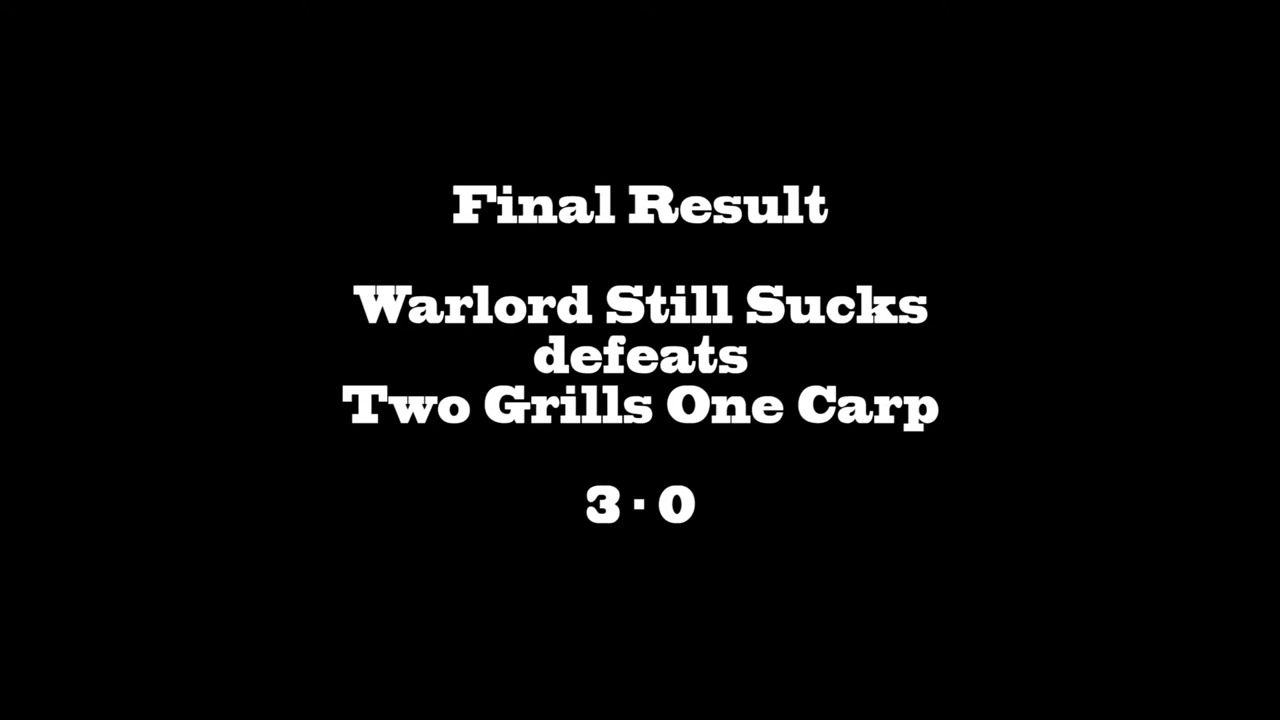 Final Result
Warlord Still Sucks
defeats
Two Grills One Carp
3 · 0